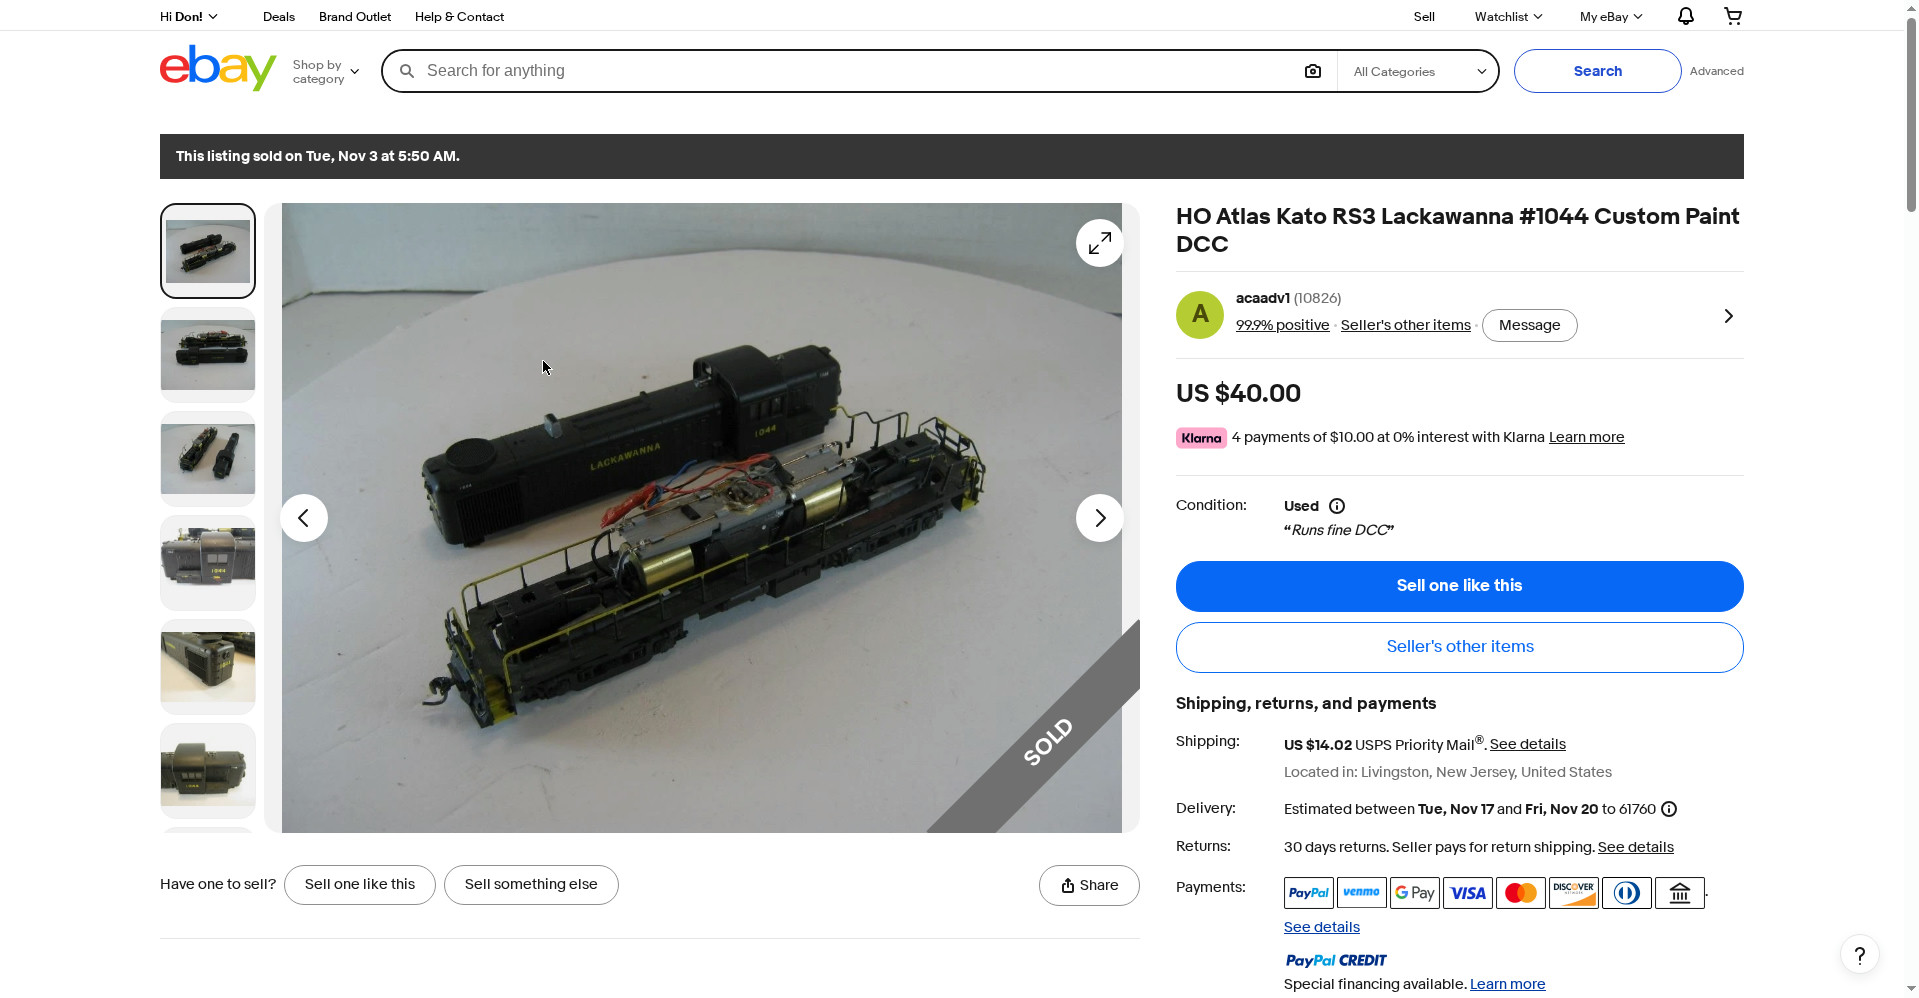 Hi Don!
Deals
Brand Outlet
Help & Contact
Sell
Watchlist
My eBay
ebay
Shop by
category
Search for anything
All Categories
Search
Advanced
This listing sold on Tue, Nov 3 at 5:50 AM.
LACKAWANNA
1044
SOLD
Have one to sell?
Sell one like this
Sell something else
Share
HO Atlas Kato RS3 Lackawanna #1044 Custom Paint
DCC
A
acaadv1 (10826)
99.9% positive · Seller's other items · Message
US $40.00
Klarna 4 payments of $10.00 at 0% interest with Klarna Learn more
Condition:
Used
“Runs fine DCC”
Sell one like this
Seller's other items
Shipping, returns, and payments
Shipping:
US $14.02 USPS Priority Mail®. See details
Located in: Livingston, New Jersey, United States
Delivery:
Estimated between Tue, Nov 17 and Fri, Nov 20 to 61760
Returns:
30 days returns. Seller pays for return shipping. See details
Payments:
PayPal
venmo
G Pay
VISA
DISCOVER
.
See details
PayPal CREDIT
Special financing available. Learn more
?